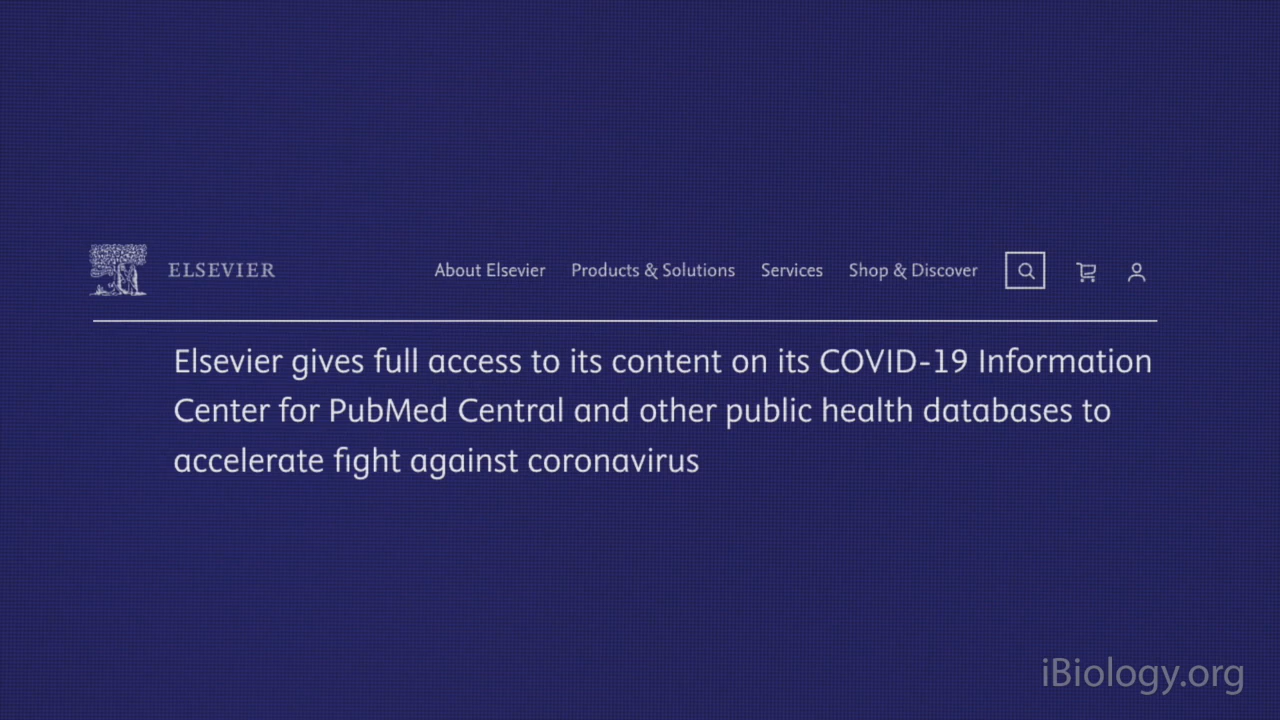 ELSEVIER
About Elsevier Products & Solutions Services Shop & Discover
Elsevier gives full access to its content on its COVID-19 Information
Center for PubMed Central and other public health databases to
accelerate fight against coronavirus
iBiology.org